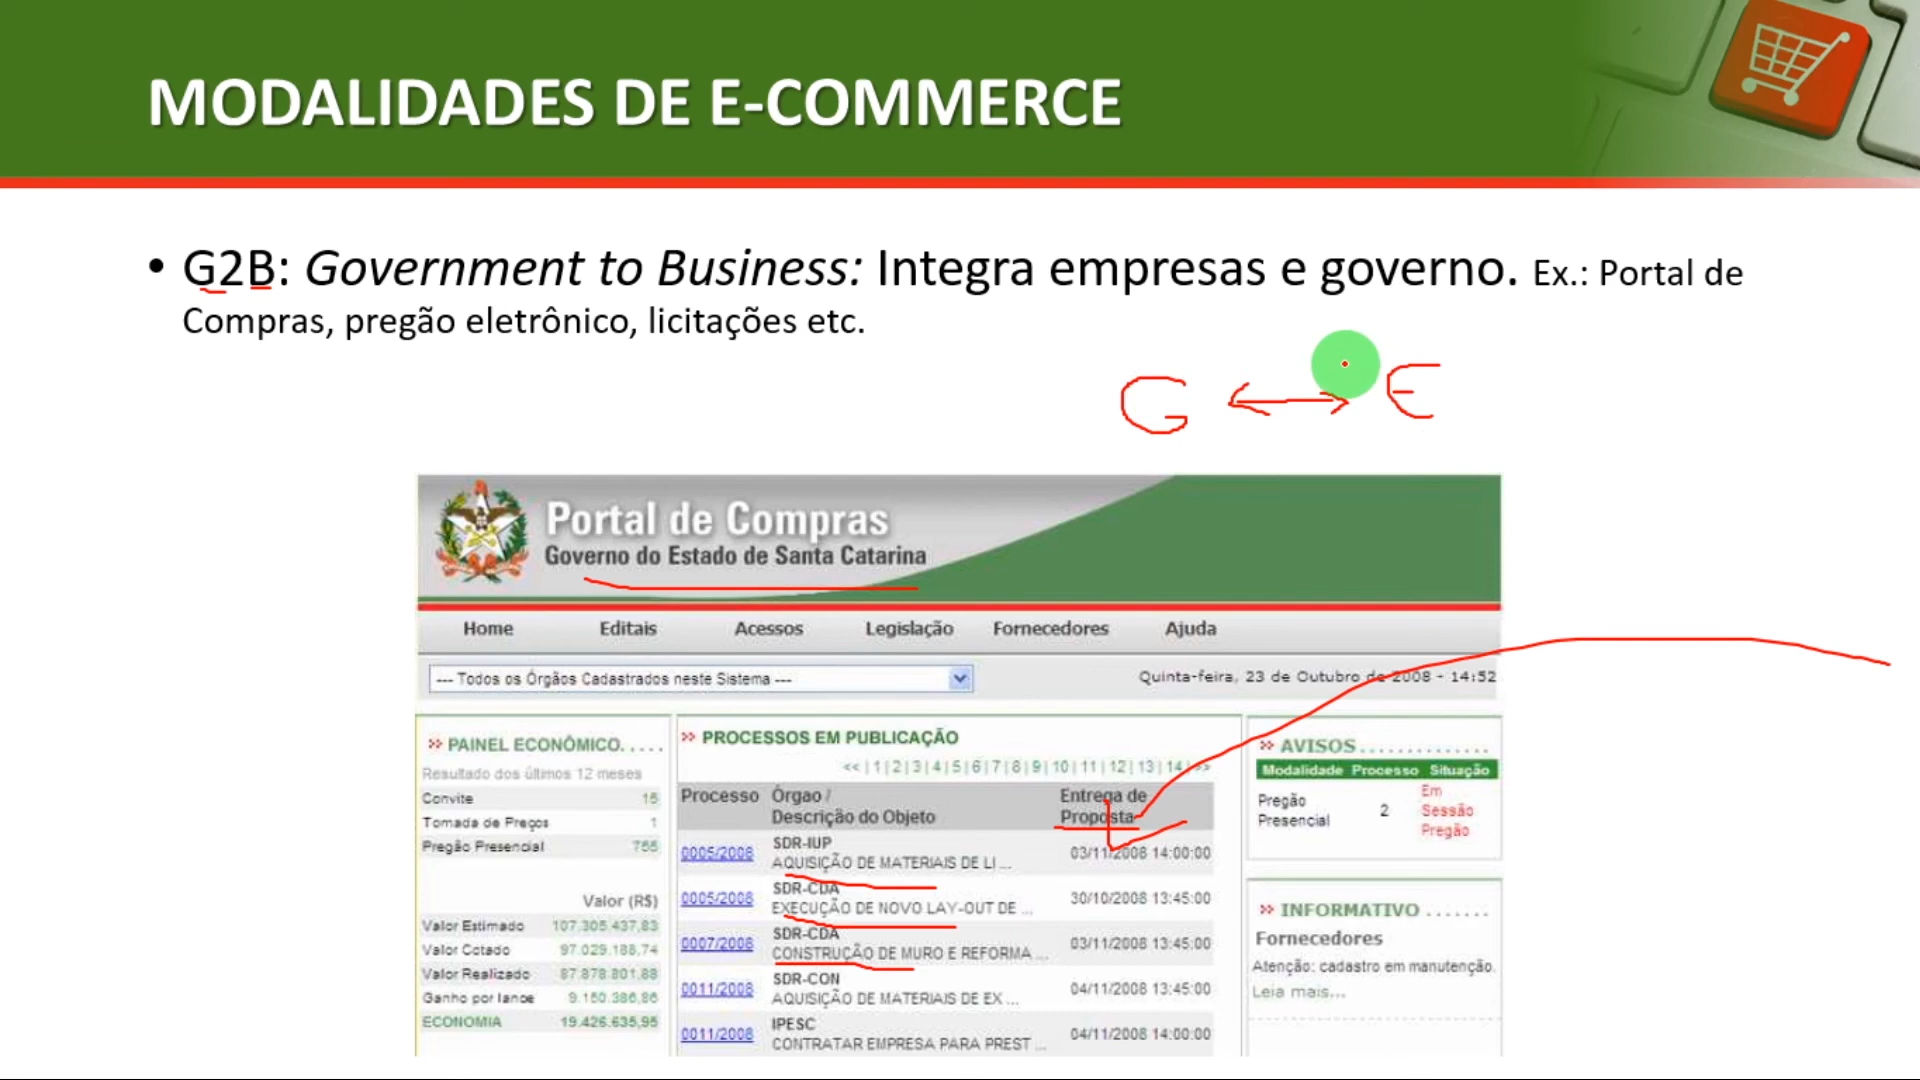 MODALIDADES DE E-COMMERCE
• G2B: Government to Business: Integra empresas e governo. Ex.: Portal de
Compras, pregão eletrônico, licitações etc.
G ↔ E
Portal de Compras
Governo do Estado de Santa Catarina
Home Editais Acessos Legislação Fornecedores Ajuda
--- Todos os Órgãos Cadastrados neste Sistema ---
Quinta-feira, 23 de Outubro de 2008 - 14:52
>> PAINEL ECONÔMICO.....
Resultado dos últimos 12 meses
Convite 15
Tomada de Preços 1
Pregão Presencial 755
Valor (R$)
Valor Estimado 107.305.437,83
Valor Cotado 97.029.188,74
Valor Realizado 87.878.801,88
Ganho por lance 9.150.386,86
ECONOMIA 19.426.635,95
>> PROCESSOS EM PUBLICAÇÃO
<< | 1 | 2 | 3 | 4 | 5 | 6 | 7 | 8 | 9 | 10 | 11 | 12 | 13 | 14 | >>
Processo Órgao / Entrega de
Descrição do Objeto Proposta
SDR-IUP
0005/2008 AQUISIÇÃO DE MATERIAIS DE LI ... 03/11/2008 14:00:00
SDR-CDA
0005/2008 EXECUÇÃO DE NOVO LAY-OUT DE ... 30/10/2008 13:45:00
SDR-CDA
0007/2008 CONSTRUÇÃO DE MURO E REFORMA ... 03/11/2008 13:45:00
SDR-CON
0011/2008 AQUISIÇÃO DE MATERIAIS DE EX ... 04/11/2008 13:45:00
IPESC
0011/2008 CONTRATAR EMPRESA PARA PREST ... 04/11/2008 14:00:00
>> AVISOS..............
Modalidade Processo Situação
Pregão Presencial 2 Em Sessão Pregão
>> INFORMATIVO .......
Fornecedores
Atenção: cadastro em manutenção.
Leia mais...